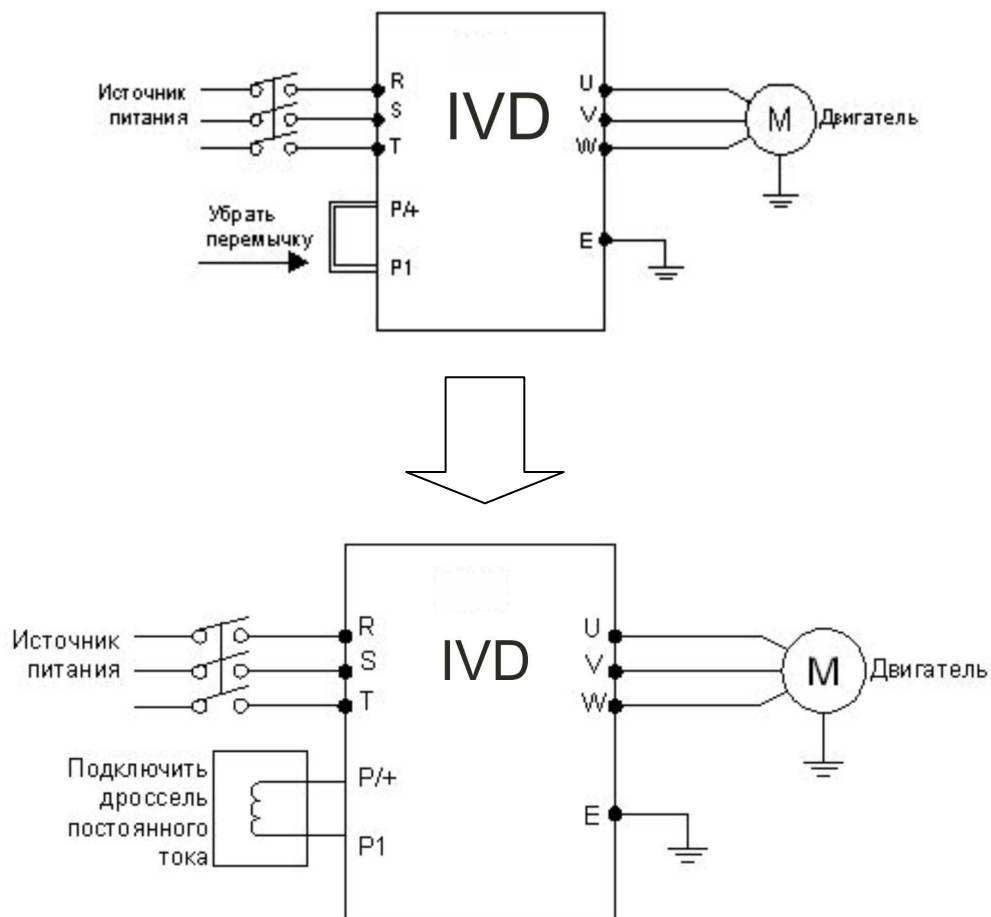 Источник
питания
R
S
T
IVD
U
V
W
M
Двигатель
Убрать
перемычку
P/+
P1
E
Источник
питания
R
S
T
IVD
U
V
W
M
Двигатель
Подключить
дроссель
постоянного
тока
P/+
P1
E